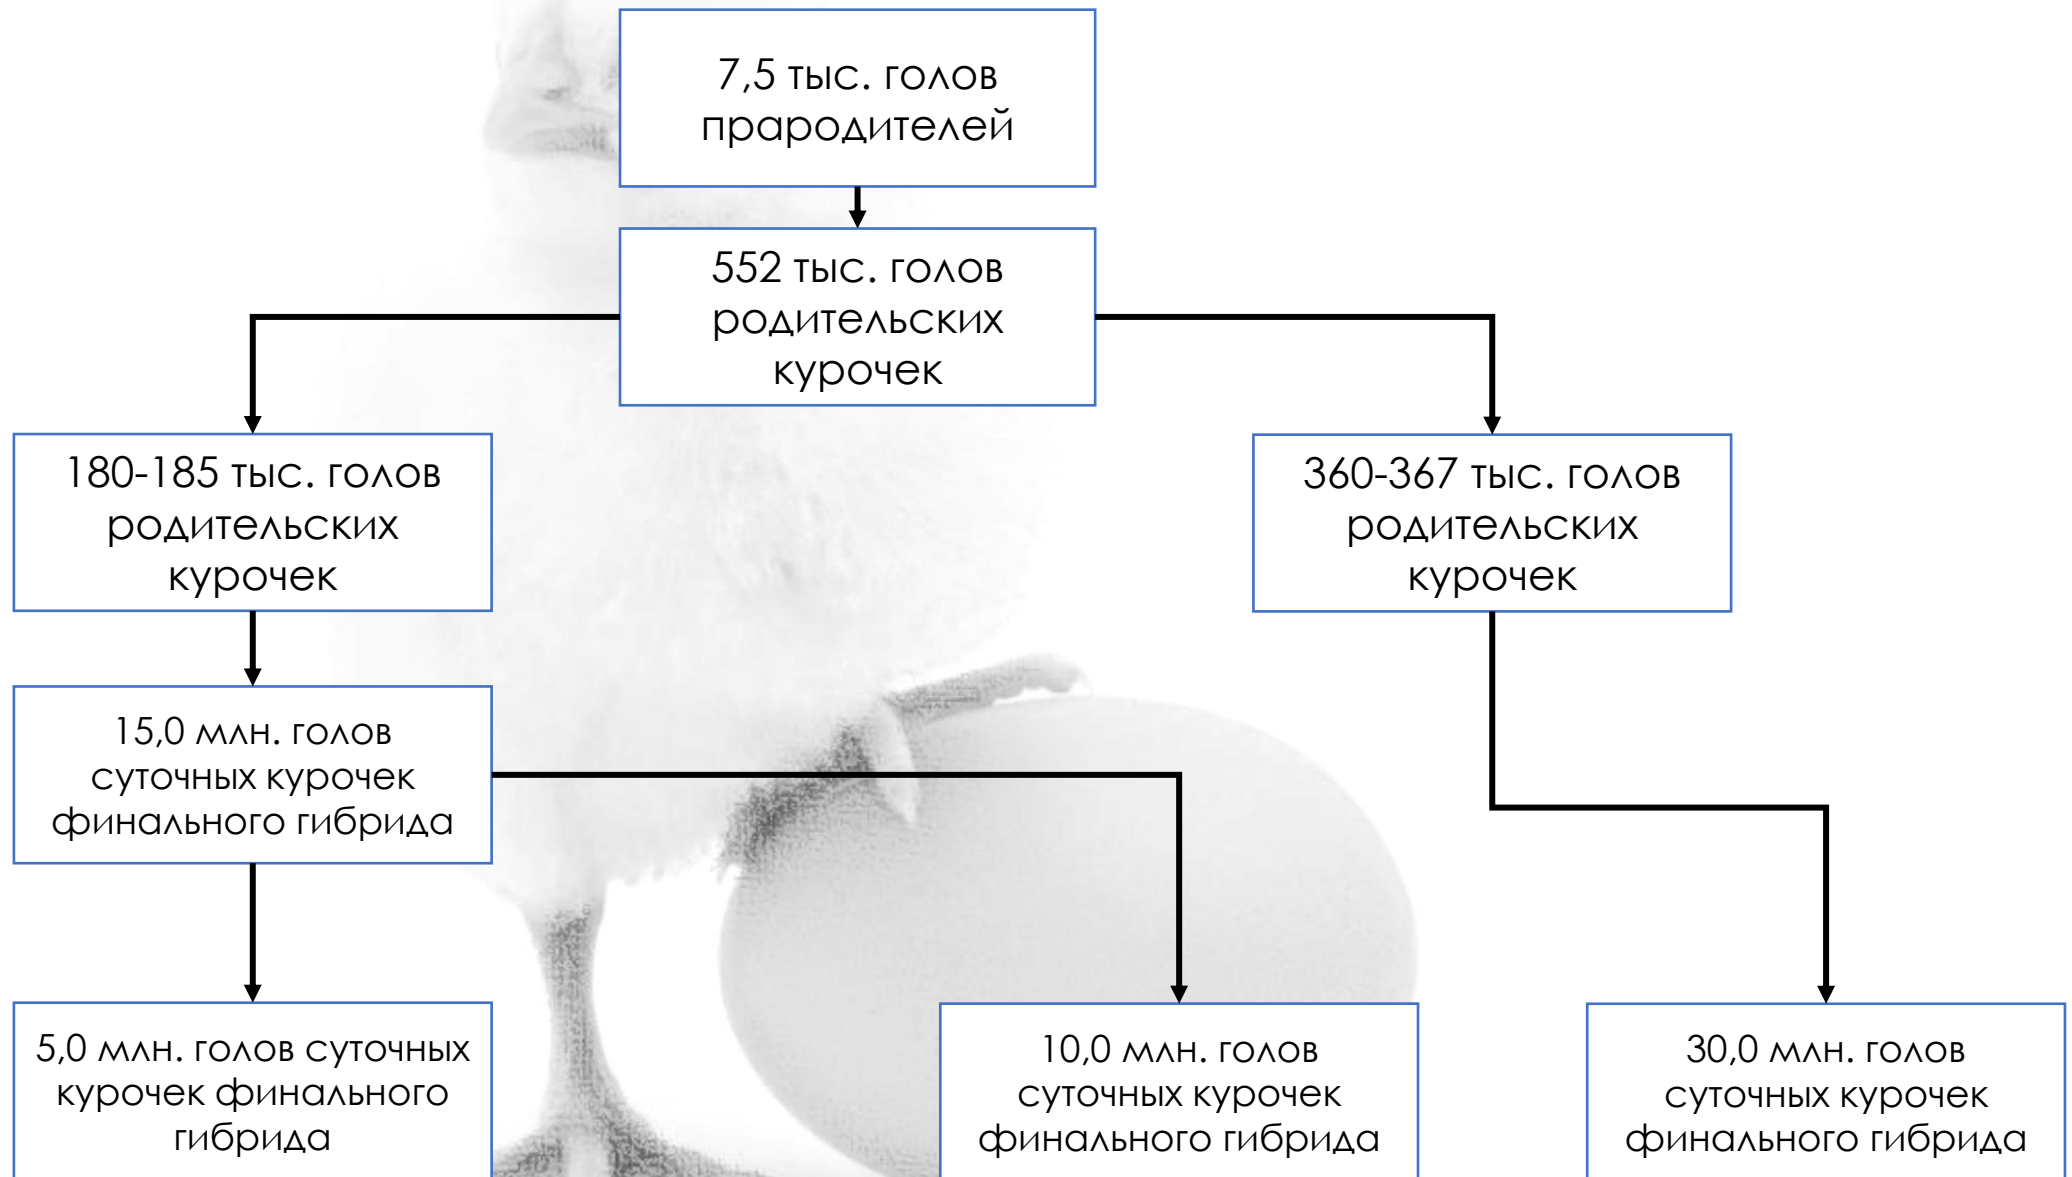 7,5 тыс. голов
прародителей
552 тыс. голов
родительских
курочек
180-185 тыс. голов
родительских
курочек
360-367 тыс. голов
родительских
курочек
15,0 млн. голов
суточных курочек
финального гибрида
5,0 млн. голов суточных
курочек финального
гибрида
10,0 млн. голов
суточных курочек
финального гибрида
30,0 млн. голов
суточных курочек
финального гибрида